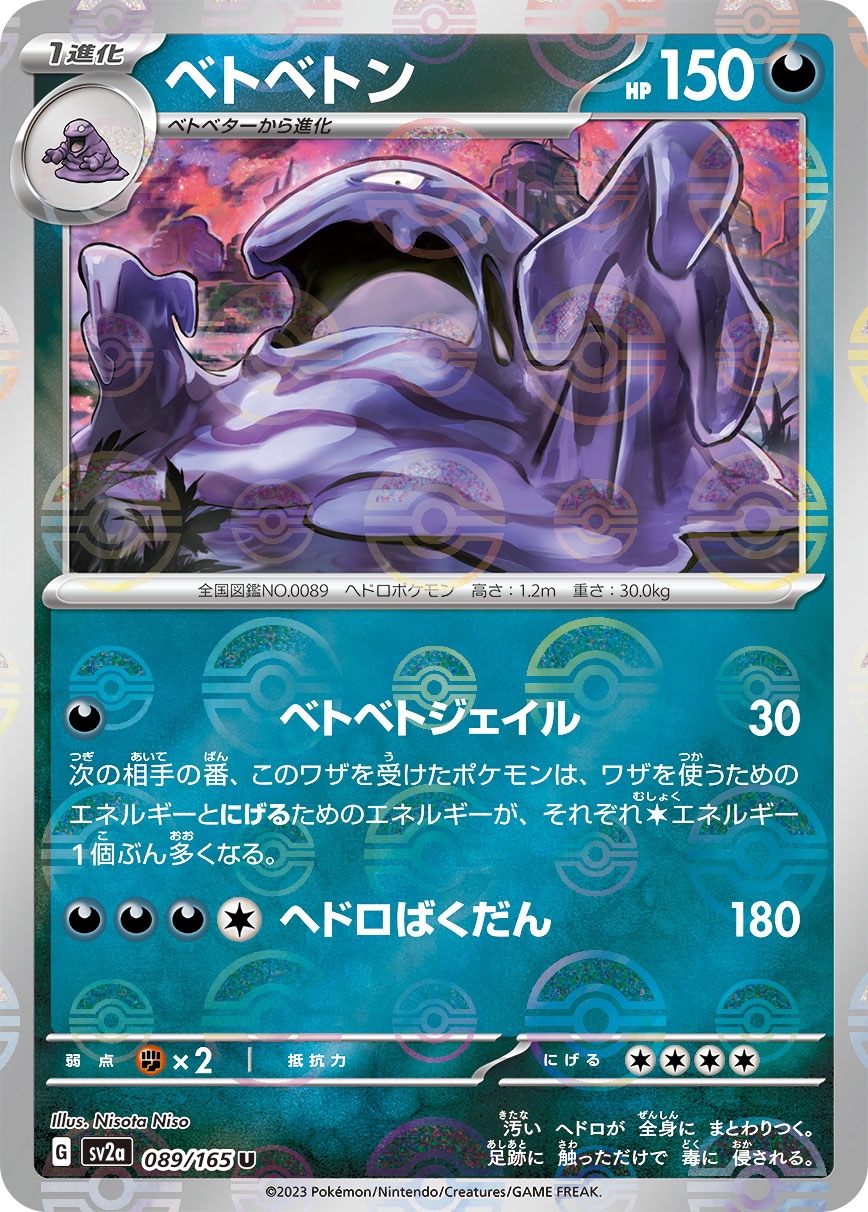 1進化
ベトベトン
HP 150
ベトベターから進化
全国図鑑NO.0089 ヘドロポケモン 高さ:1.2m 重さ:30.0kg
ベトベトジェイル 30
次の相手の番、このワザを受けたポケモンは、ワザを使うための
エネルギーとにげるためのエネルギーが、それぞれエネルギー
1個ぶん多くなる。
ヘドロばくだん 180
弱点 ×2 抵抗力 にげる
Illus. Nisota Niso
汚い ヘドロが 全身に まとわりつく。
足跡に 触っただけで 毒に 侵される。
G sv2a 089/165 U
©2023 Pokémon/Nintendo/Creatures/GAME FREAK.